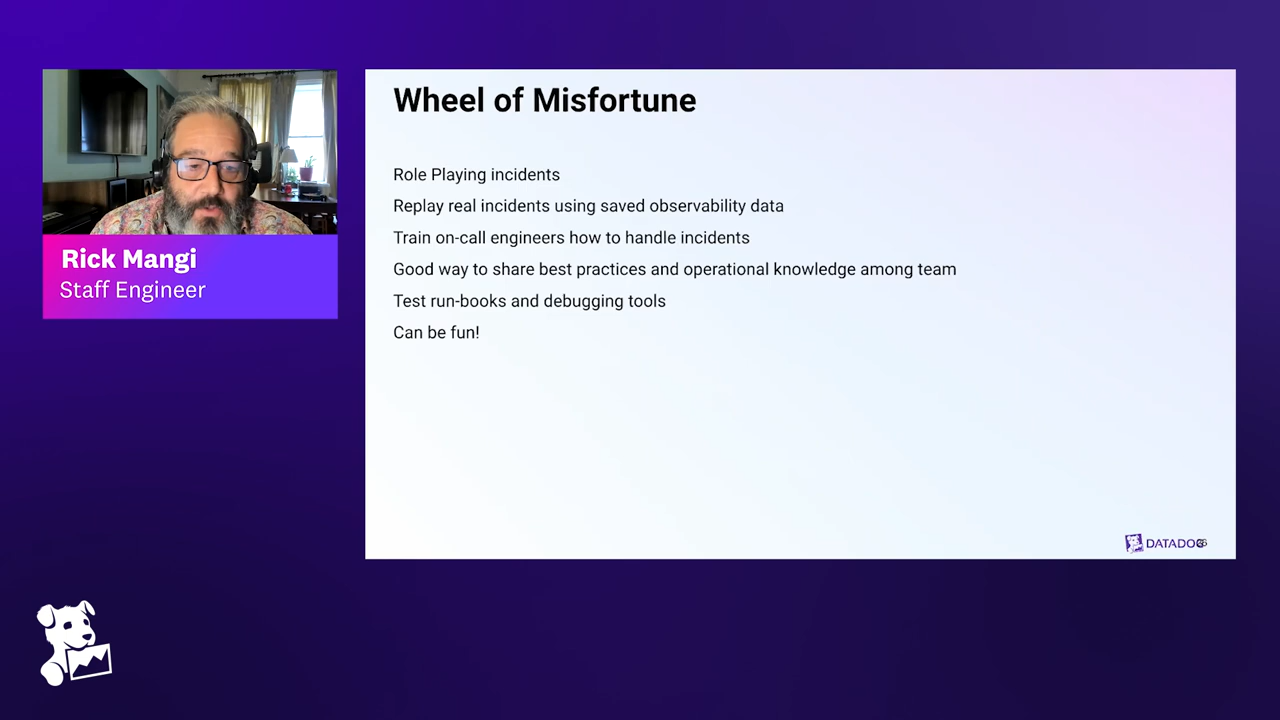 Rick Mangi
Staff Engineer
Wheel of Misfortune
Role Playing incidents
Replay real incidents using saved observability data
Train on-call engineers how to handle incidents
Good way to share best practices and operational knowledge among team
Test run-books and debugging tools
Can be fun!
DATADOG